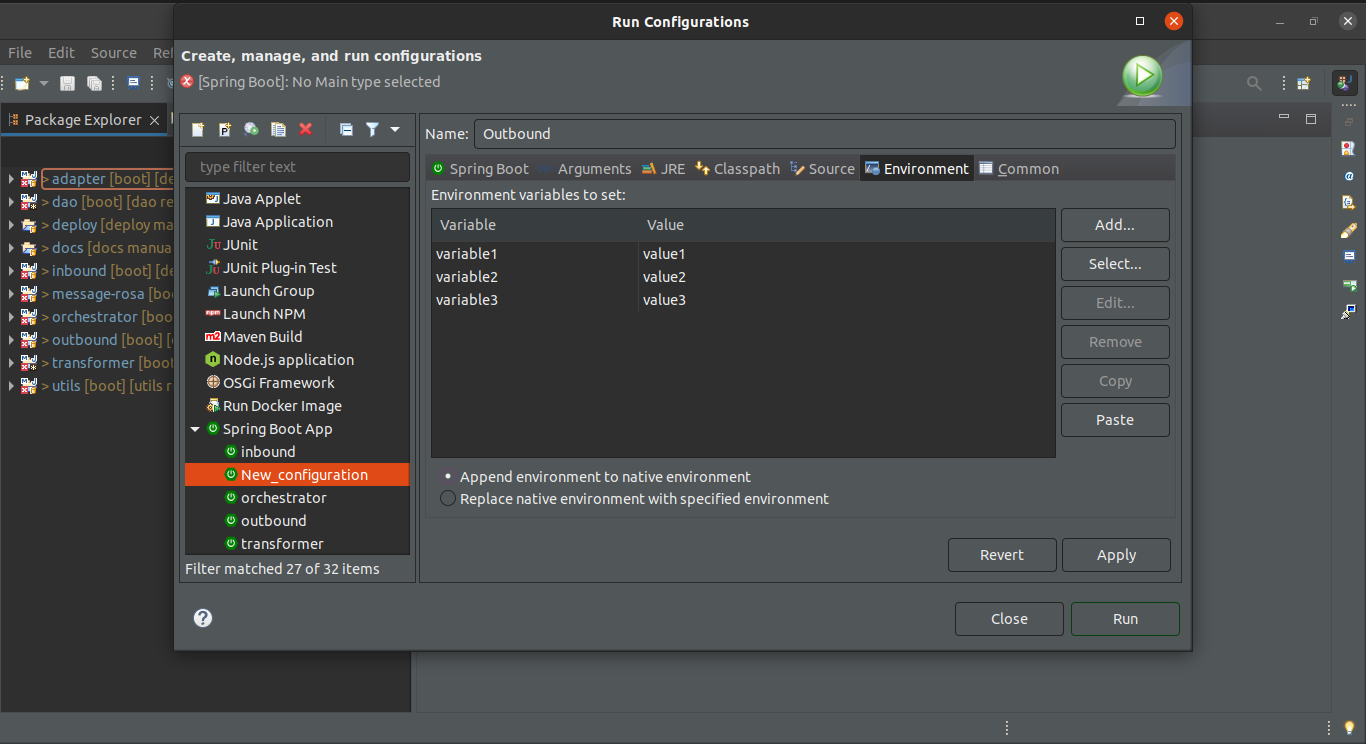 Run Configurations
File Edit Source Ref
Create, manage, and run configurations
[Spring Boot]: No Main type selected
Package Explorer
Name: Outbound
type filter text
Spring Boot Arguments JRE Classpath Source Environment Common
Environment variables to set:
Variable Value
variable1 value1
variable2 value2
variable3 value3
Add...
Select...
Edit...
Remove
Copy
Paste
Append environment to native environment
Replace native environment with specified environment
Revert Apply
Java Applet
Java Application
JUnit
JUnit Plug-in Test
Launch Group
Launch NPM
Maven Build
Node.js application
OSGi Framework
Run Docker Image
Spring Boot App
inbound
New_configuration
orchestrator
outbound
transformer
Filter matched 27 of 32 items
Close Run
> adapter [boot] [de
> dao [boot] [dao re
> deploy [deploy ma
> docs [docs manua
> inbound [boot] [de
> message-rosa [boo
> orchestrator [boo
> outbound [boot] [
> transformer [boot
> utils [boot] [utils r